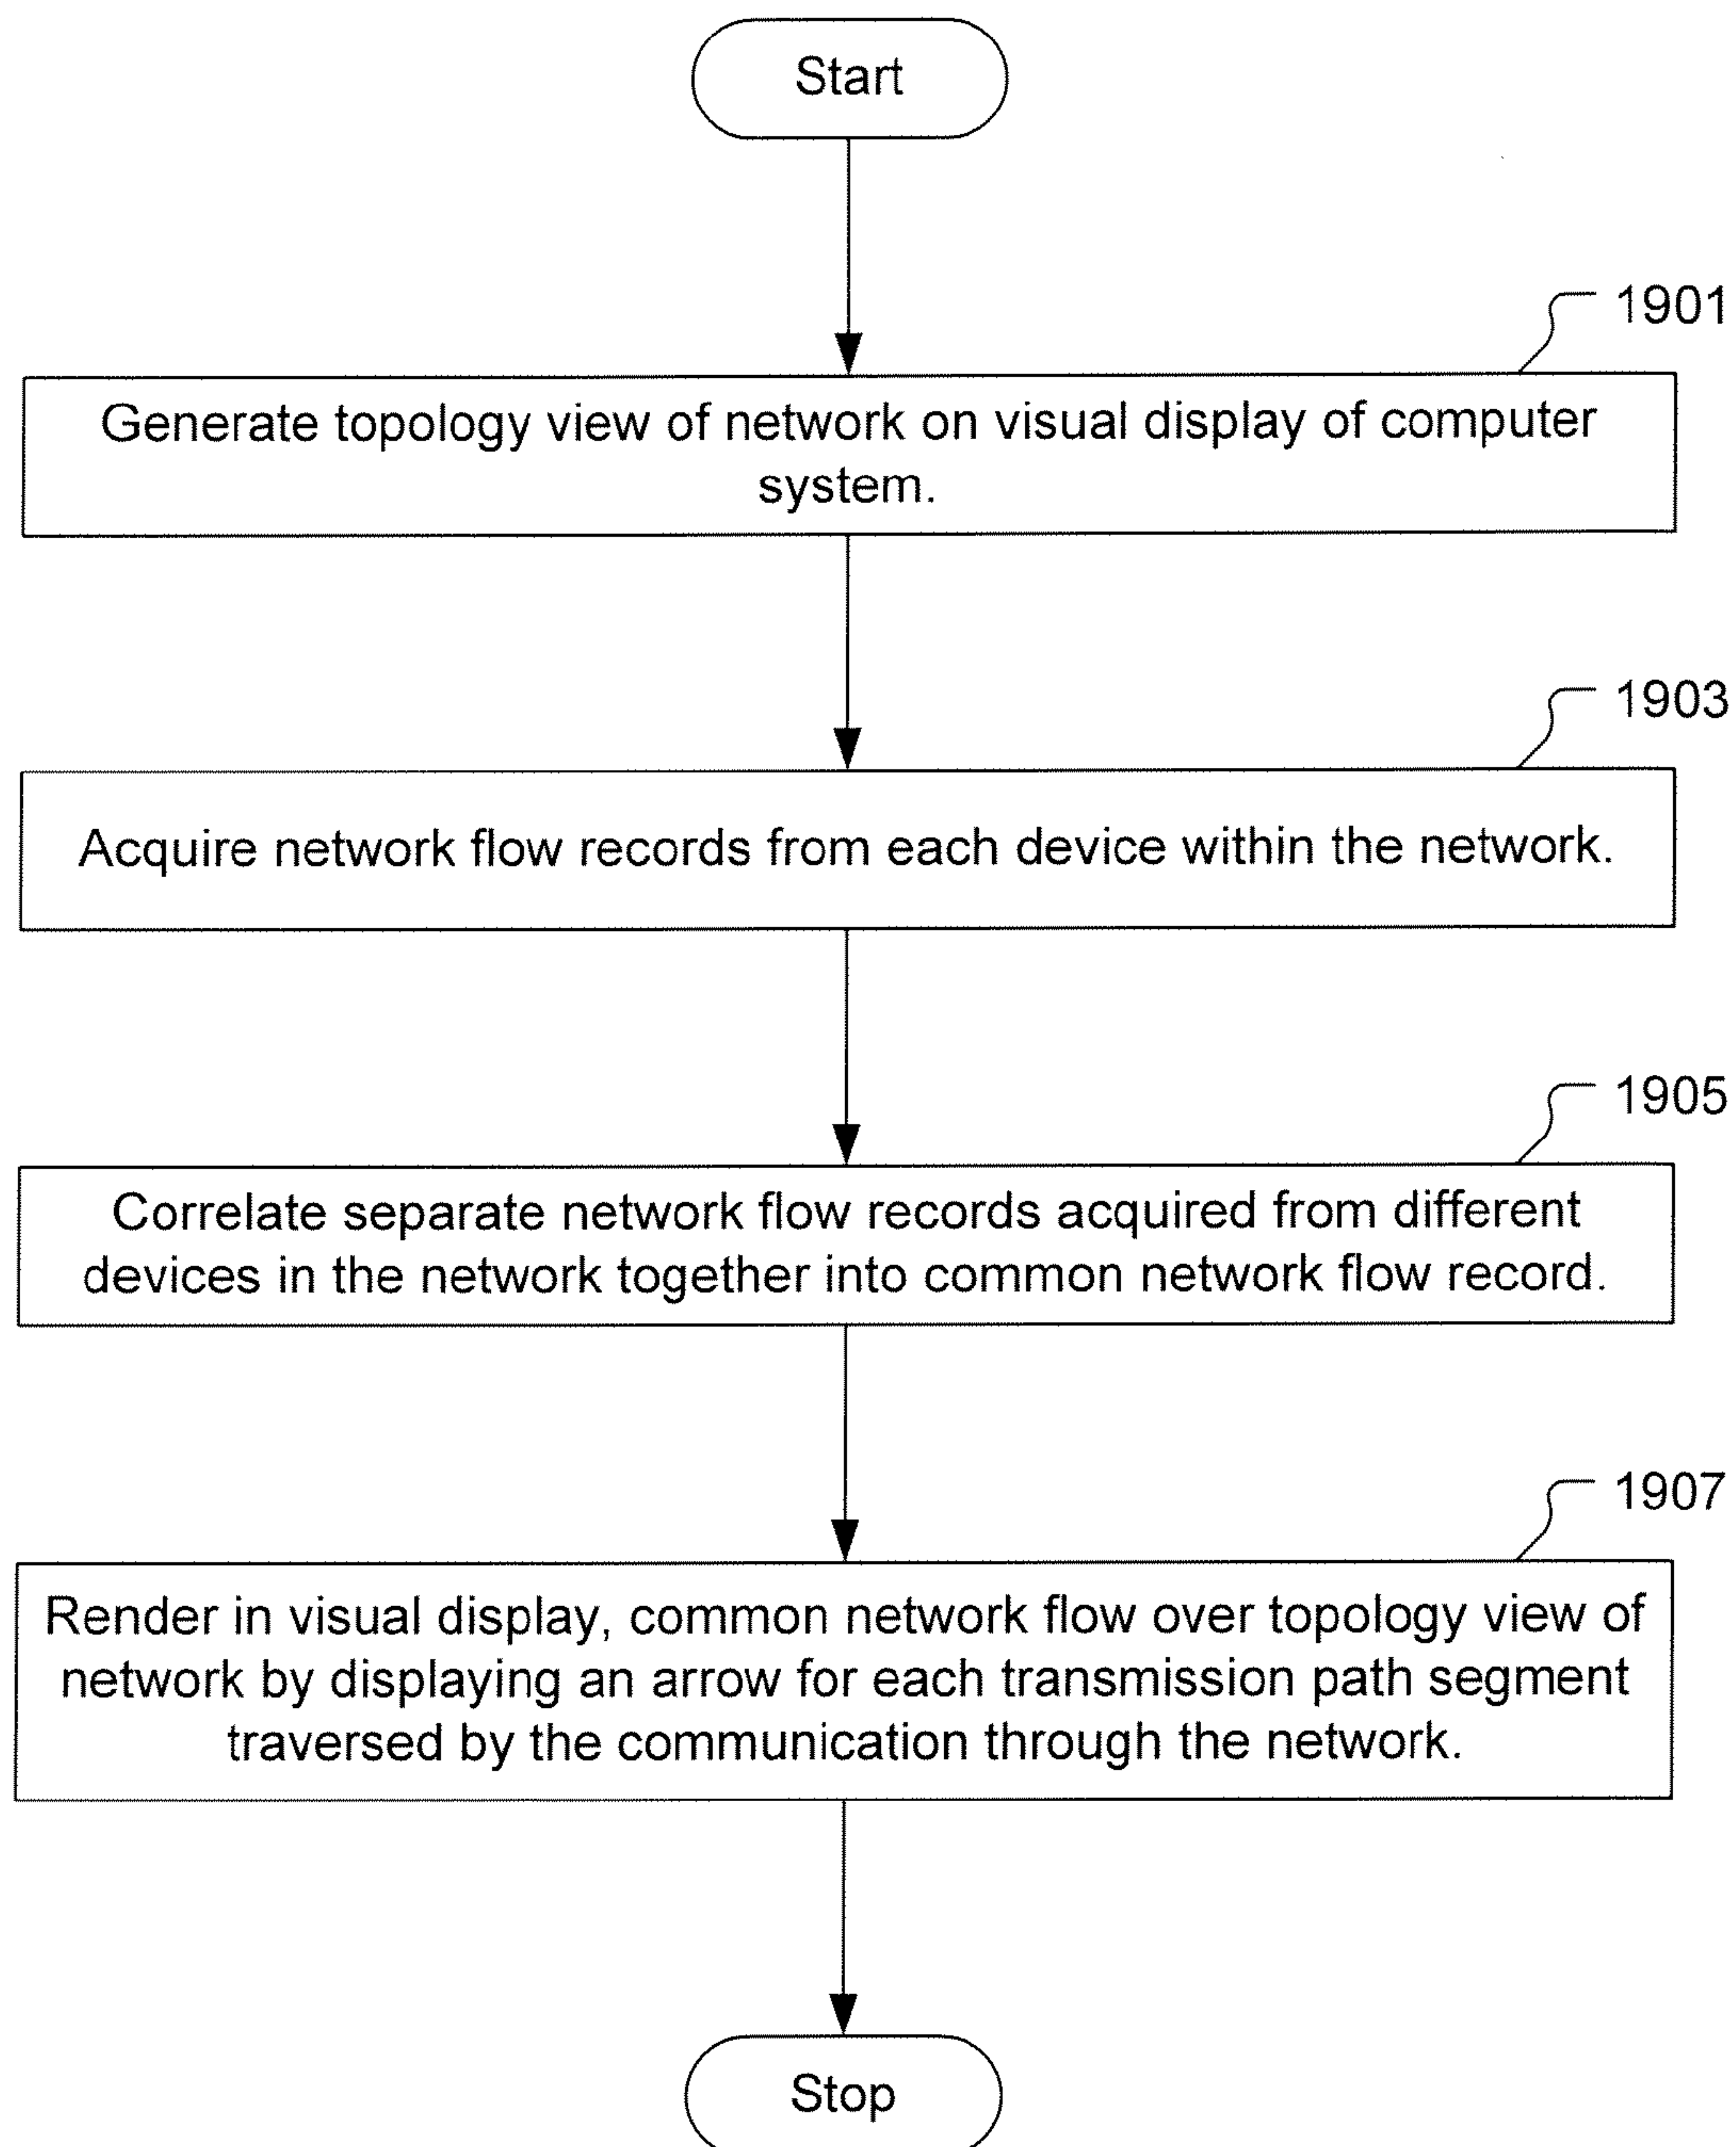 Start
1901
Generate topology view of network on visual display of computer
system.
1903
Acquire network flow records from each device within the network.
1905
Correlate separate network flow records acquired from different
devices in the network together into common network flow record.
1907
Render in visual display, common network flow over topology view of
network by displaying an arrow for each transmission path segment
traversed by the communication through the network.
Stop